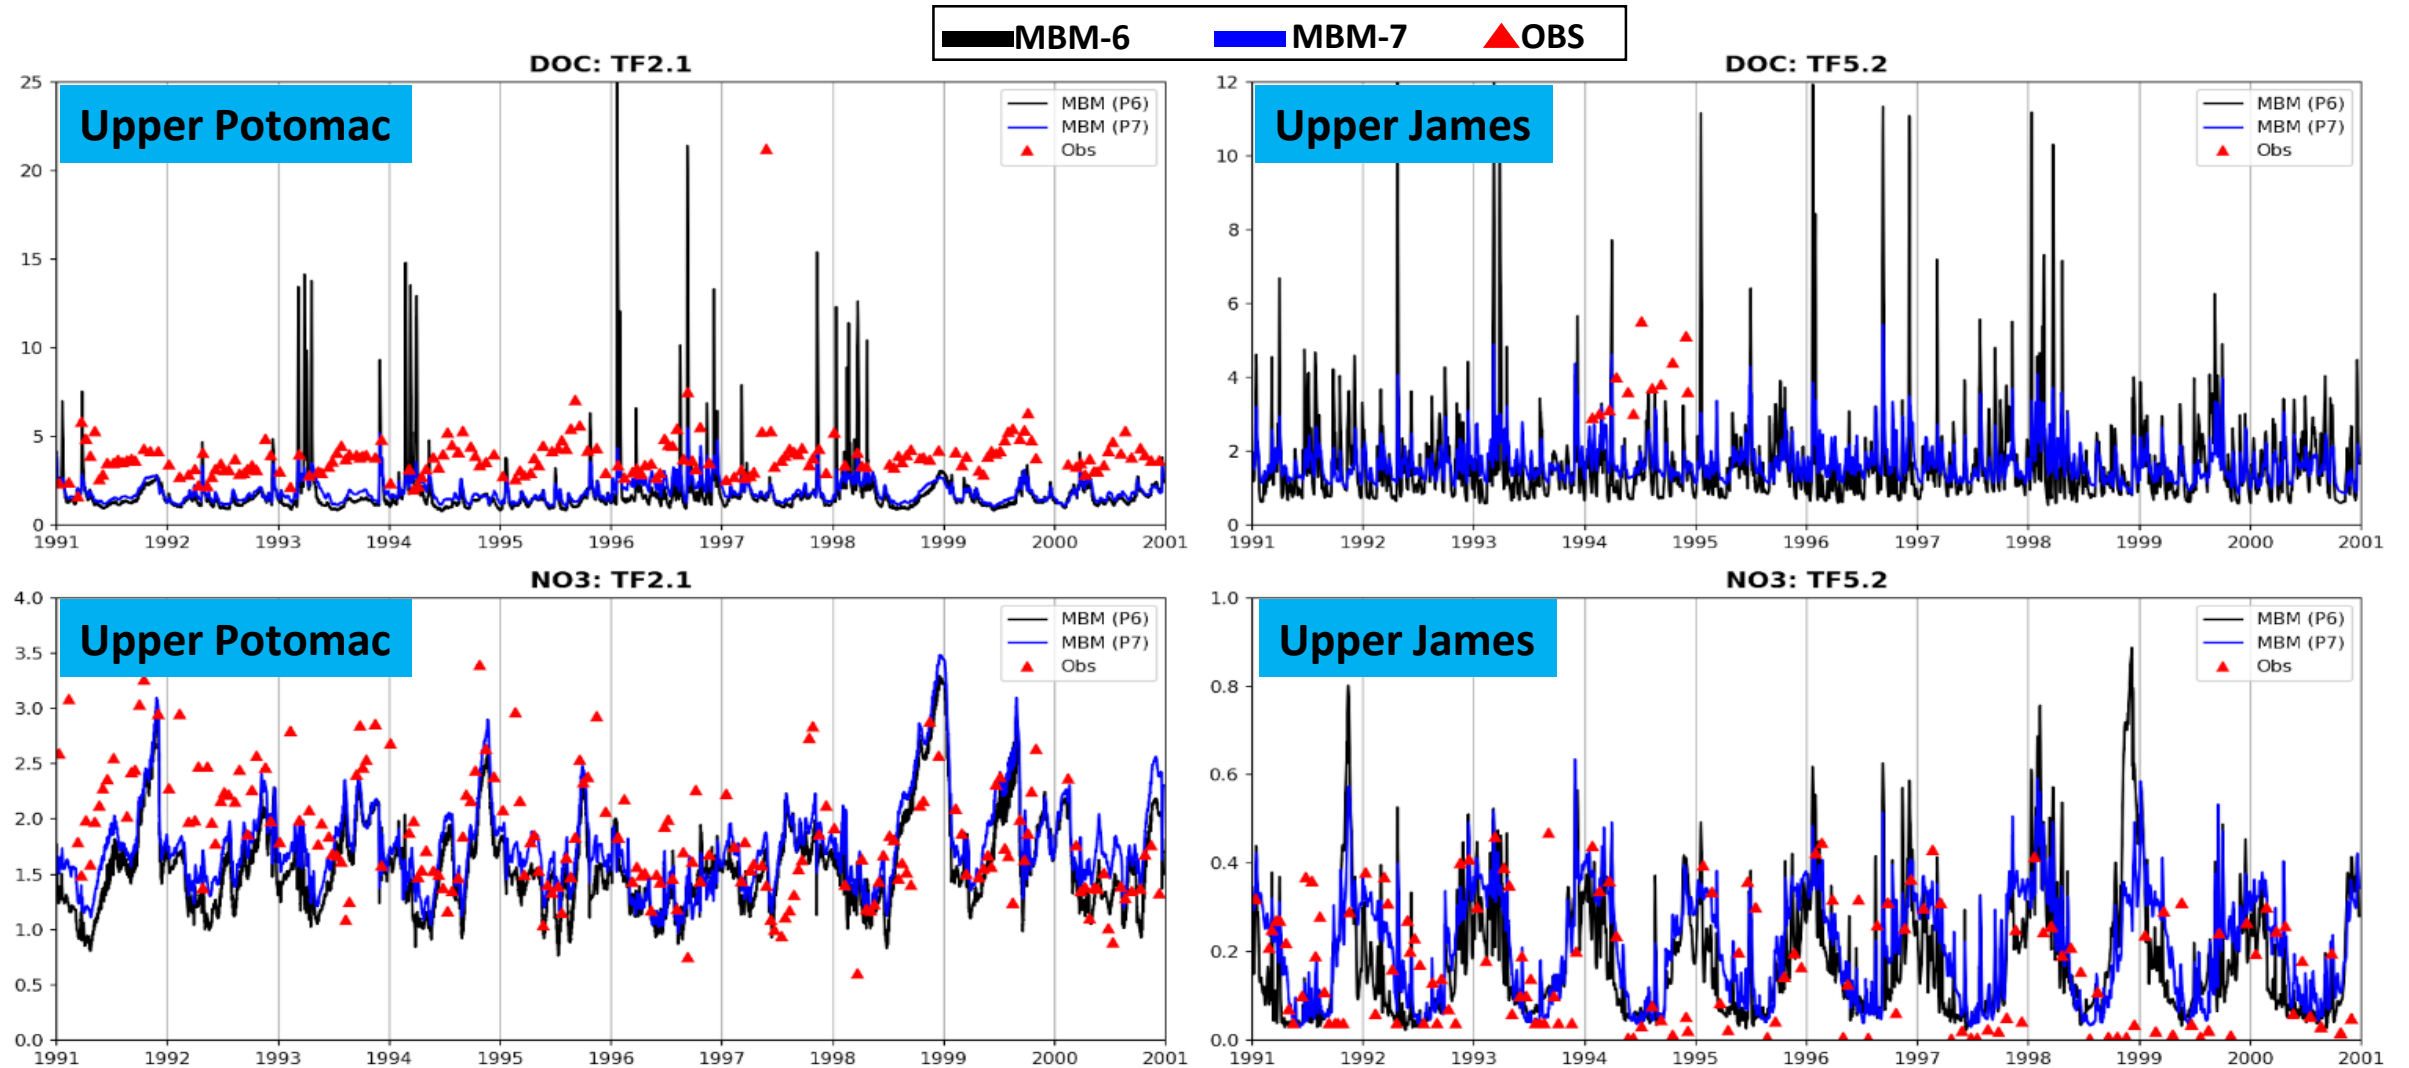 MBM-6 MBM-7 OBS
DOC: TF2.1
25
20
15
10
5
0
Upper Potomac
MBM (P6)
MBM (P7)
Obs
1991 1992 1993 1994 1995 1996 1997 1998 1999 2000 2001
DOC: TF5.2
12
10
8
6
4
2
0
Upper James
MBM (P6)
MBM (P7)
Obs
1991 1992 1993 1994 1995 1996 1997 1998 1999 2000 2001
NO3: TF2.1
4.0
3.5
3.0
2.5
2.0
1.5
1.0
0.5
0.0
Upper Potomac
MBM (P6)
MBM (P7)
Obs
1991 1992 1993 1994 1995 1996 1997 1998 1999 2000 2001
NO3: TF5.2
1.0
0.8
0.6
0.4
0.2
0.0
Upper James
MBM (P6)
MBM (P7)
Obs
1991 1992 1993 1994 1995 1996 1997 1998 1999 2000 2001